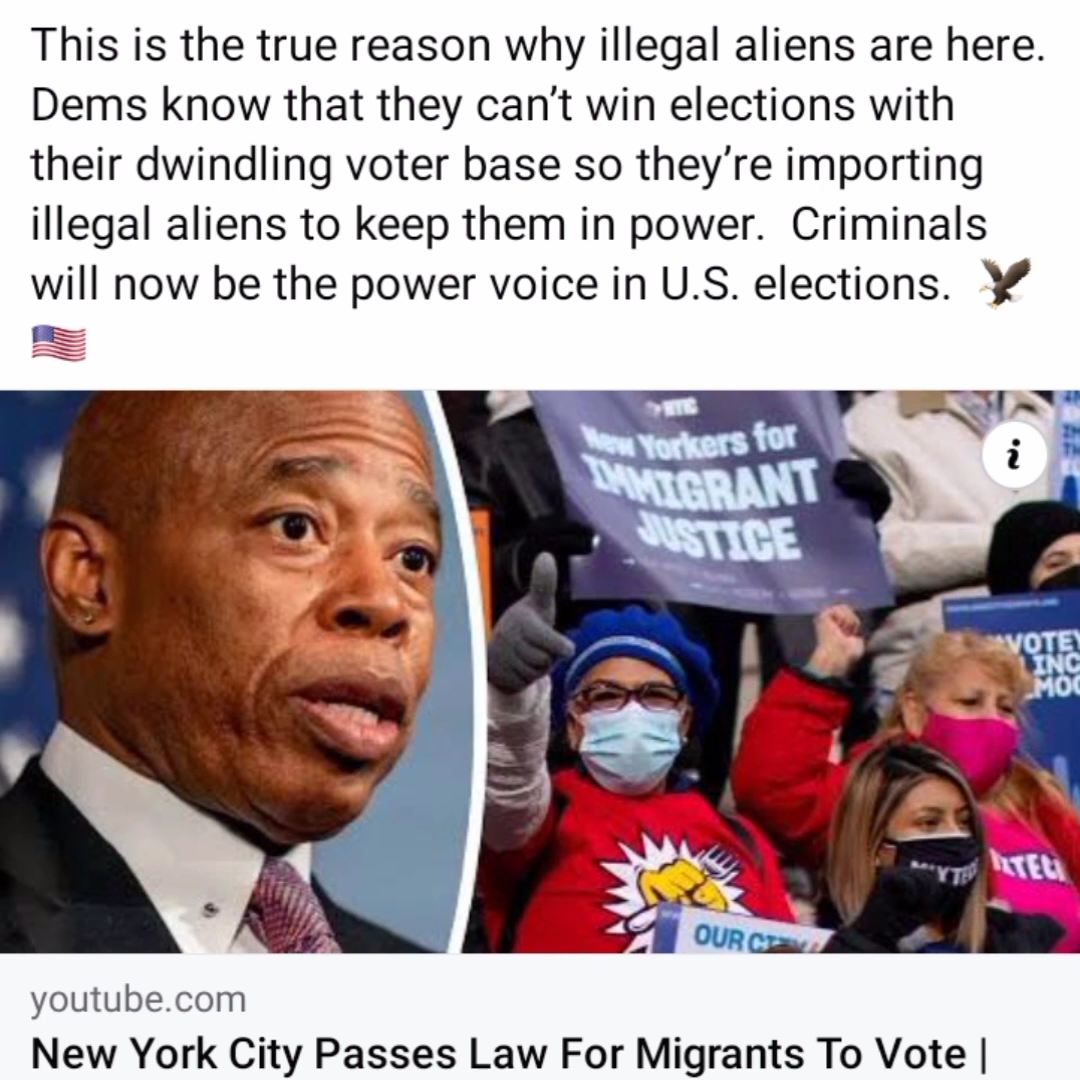 This is the true reason why illegal aliens are here.
Dems know that they can't win elections with
their dwindling voter base so they're importing
illegal aliens to keep them in power.  Criminals
will now be the power voice in U.S. elections. 🦅
🇺🇸
NYIC
New Yorkers for
IMMIGRANT
JUSTICE
i
OUR
youtube.com
New York City Passes Law For Migrants To Vote |